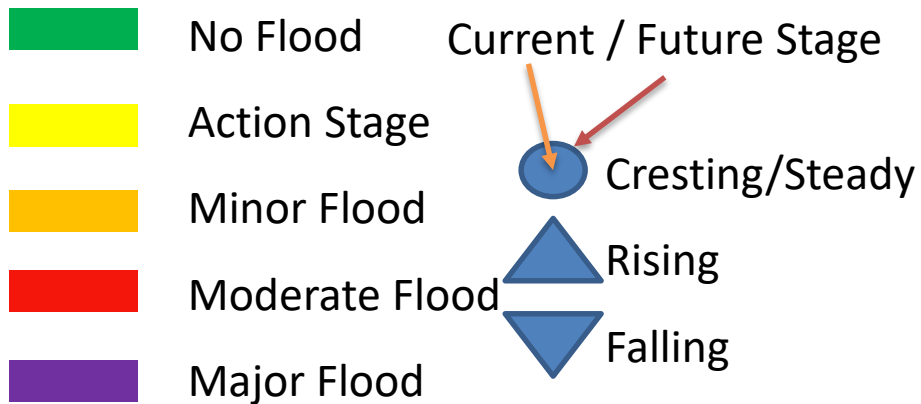 No Flood
Action Stage
Minor Flood
Moderate Flood
Major Flood
Current / Future Stage
Cresting/Steady
Rising
Falling